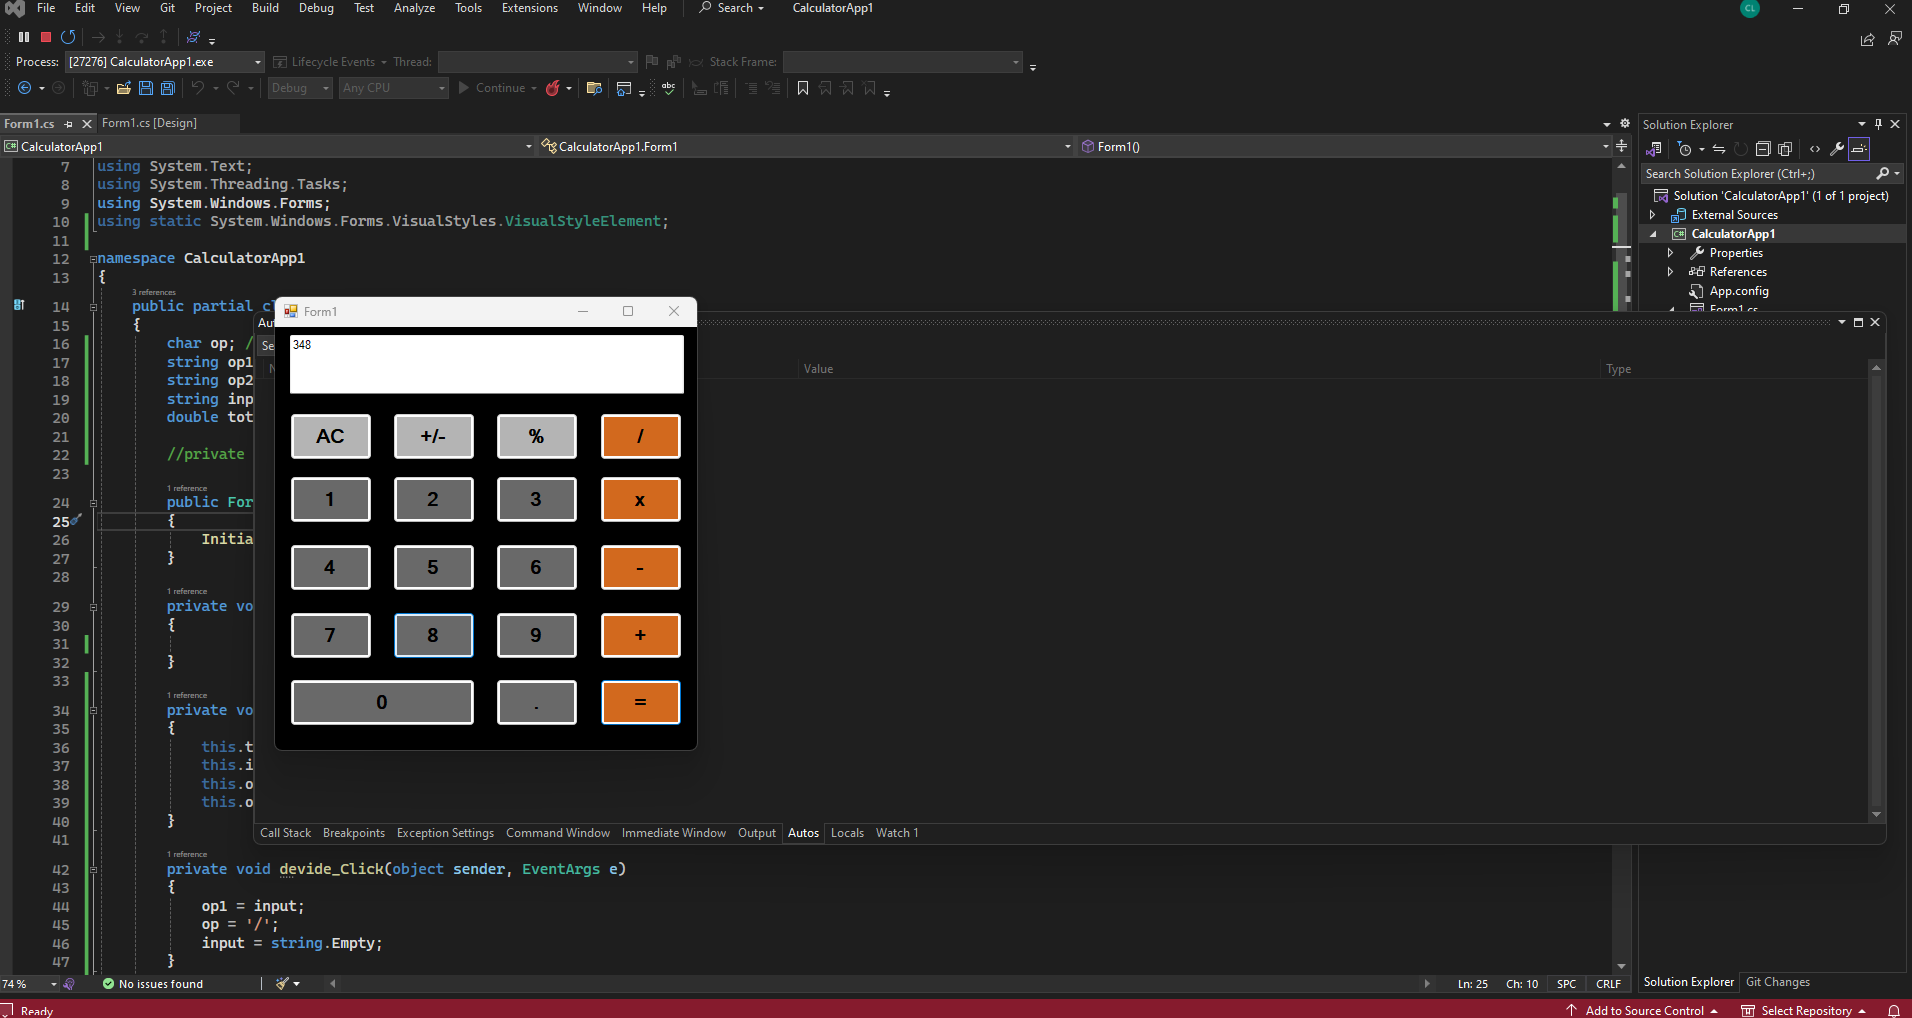 File Edit View Git Project Build Debug Test Analyze Tools Extensions Window Help Search CalculatorApp1 CL
Process: [27276] CalculatorApp1.exe Lifecycle Events Thread: Stack Frame:
Debug Any CPU Continue abc
Form1.cs Form1.cs [Design]
C# CalculatorApp1 CalculatorApp1.Form1 Form1()
7 using System.Text;
8 using System.Threading.Tasks;
9 using System.Windows.Forms;
10 using static System.Windows.Forms.VisualStyles.VisualStyleElement;
11
12 namespace CalculatorApp1
13 {
3 references
14 public partial c
15 {
16 char op; /
17 string op1
18 string op2
19 string inp
20 double tot
21
22 //private
23
1 reference
24 public For
25 {
26 Initia
27 }
28
1 reference
29 private vo
30 {
31
32 }
33
1 reference
34 private vo
35 {
36 this.t
37 this.i
38 this.o
39 this.o
40 }
41
1 reference
42 private void devide_Click(object sender, EventArgs e)
43 {
44 op1 = input;
45 op = '/';
46 input = string.Empty;
47 }
Form1
348
AC +/- % /
1 2 3 x
4 5 6 -
7 8 9 +
0 . =
Au
Se
N Value Type
Call Stack Breakpoints Exception Settings Command Window Immediate Window Output Autos Locals Watch 1
Solution Explorer
Search Solution Explorer (Ctrl+;)
Solution 'CalculatorApp1' (1 of 1 project)
External Sources
C# CalculatorApp1
Properties
References
App.config
Form1.cs
Solution Explorer Git Changes
74 % No issues found Ln: 25 Ch: 10 SPC CRLF
Ready Add to Source Control Select Repository